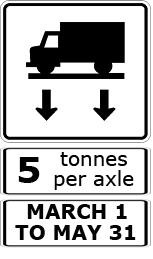 5 tonnes
per axle
MARCH 1
TO MAY 31